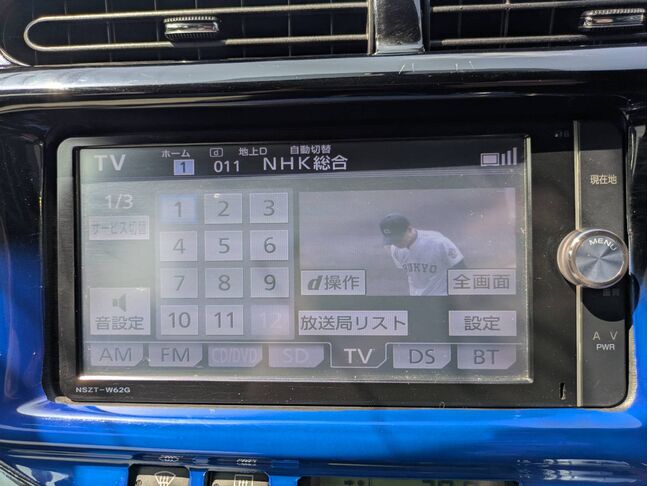 TV ホーム 1 d 地上D 011 自動切替 NHK総合
1/3
サービス切替
1 2 3
4 5 6
7 8 9
10 11 12
音設定
TOKYO
d操作 全画面
放送局リスト 設定
AM FM CD/DVD SD TV DS BT
NSZT-W62G
現在地
MENU
AV
PWR